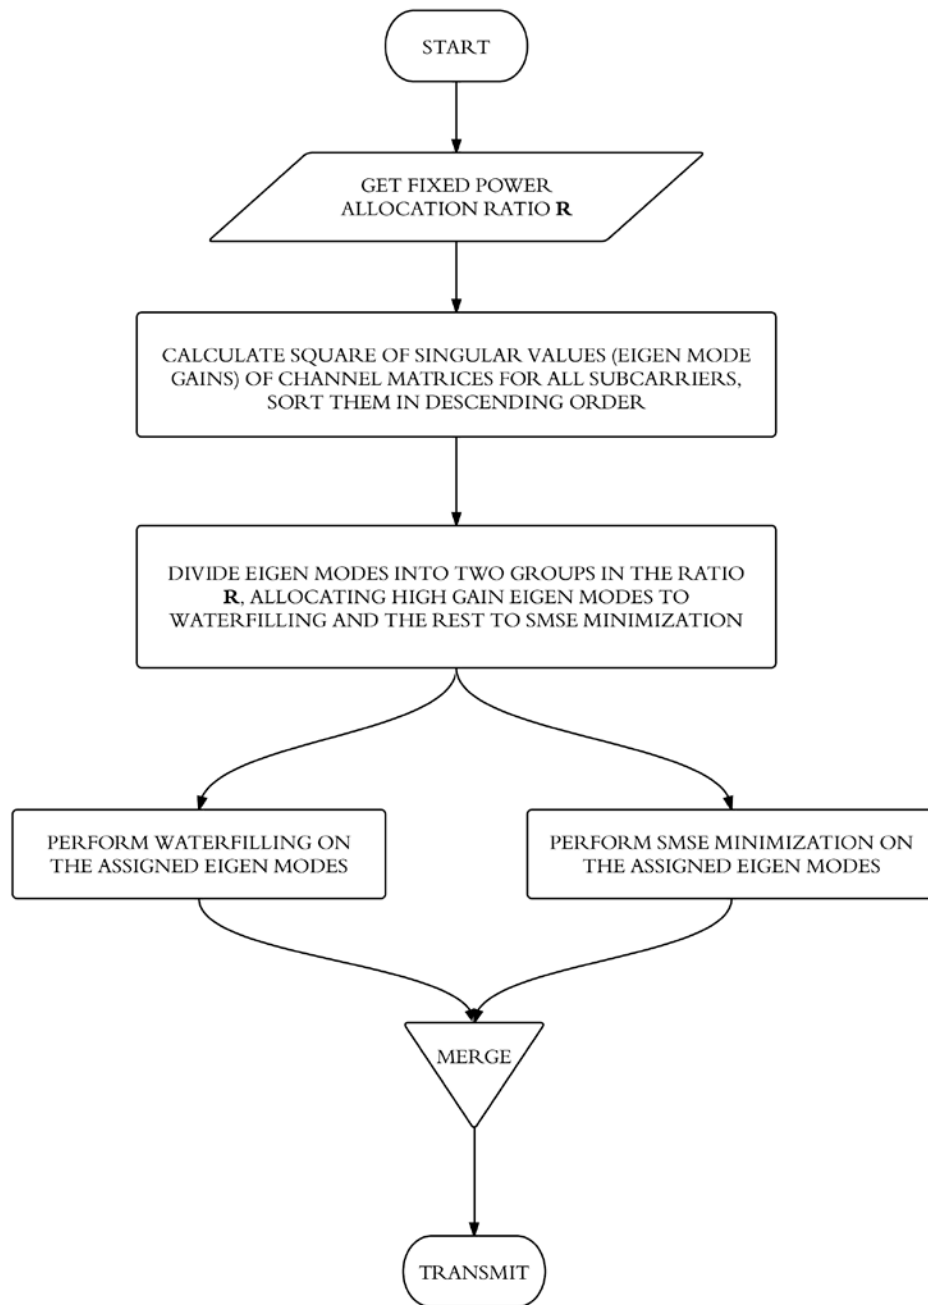 START
GET FIXED POWER
ALLOCATION RATIO R
CALCULATE SQUARE OF SINGULAR VALUES (EIGEN MODE
GAINS) OF CHANNEL MATRICES FOR ALL SUBCARRIERS,
SORT THEM IN DESCENDING ORDER
DIVIDE EIGEN MODES INTO TWO GROUPS IN THE RATIO
R, ALLOCATING HIGH GAIN EIGEN MODES TO
WATERFILLING AND THE REST TO SMSE MINIMIZATION
PERFORM WATERFILLING ON
THE ASSIGNED EIGEN MODES
PERFORM SMSE MINIMIZATION ON
THE ASSIGNED EIGEN MODES
MERGE
TRANSMIT